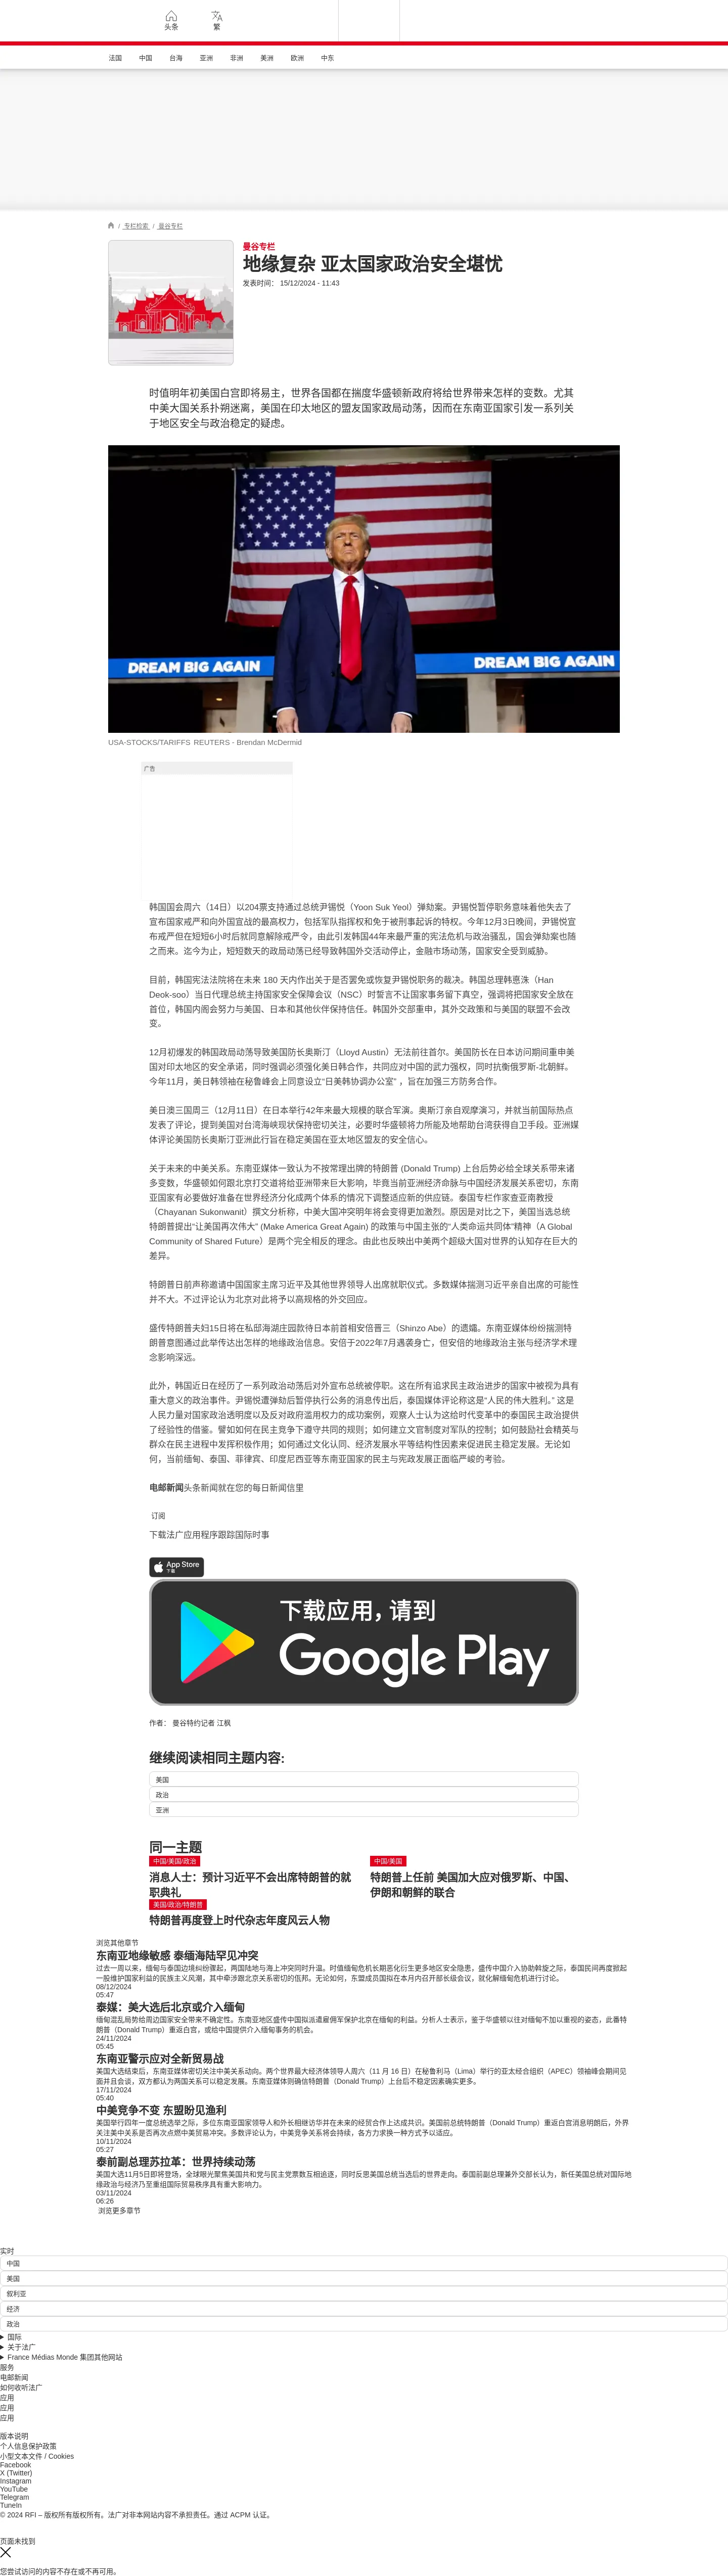 头条
繁
法国
中国
台海
亚洲
非洲
美洲
欧洲
中东
/ 专栏检索 / 曼谷专栏
曼谷专栏
地缘复杂 亚太国家政治安全堪忧
发表时间： 15/12/2024 - 11:43
时值明年初美国白宫即将易主，世界各国都在揣度华盛顿新政府将给世界带来怎样的变数。尤其
中美大国关系扑朔迷离，美国在印太地区的盟友国家政局动荡，因而在东南亚国家引发一系列关
于地区安全与政治稳定的疑虑。
DREAM BIG AGAIN
DREAM BIG AGAIN
USA-STOCKS/TARIFFS REUTERS - Brendan McDermid
广告
韩国国会周六（14日）以204票支持通过总统尹锡悦（Yoon Suk Yeol）弹劾案。尹锡悦暂停职务意味着他失去了
宣布国家戒严和向外国宣战的最高权力，包括军队指挥权和免于被刑事起诉的特权。今年12月3日晚间，尹锡悦宣
布戒严但在短短6小时后就同意解除戒严令，由此引发韩国44年来最严重的宪法危机与政治骚乱，国会弹劾案也随
之而来。迄今为止，短短数天的政局动荡已经导致韩国外交活动停止，金融市场动荡，国家安全受到威胁。
目前，韩国宪法法院将在未来 180 天内作出关于是否罢免或恢复尹锡悦职务的裁决。韩国总理韩悳洙（Han
Deok-soo）当日代理总统主持国家安全保障会议（NSC）时誓言不让国家事务留下真空，强调将把国家安全放在
首位，韩国内阁会努力与美国、日本和其他伙伴保持信任。韩国外交部重申，其外交政策和与美国的联盟不会改
变。
12月初爆发的韩国政局动荡导致美国防长奥斯汀（Lloyd Austin）无法前往首尔。美国防长在日本访问期间重申美
国对印太地区的安全承诺，同时强调必须强化美日韩合作，共同应对中国的武力强权，同时抗衡俄罗斯-北朝鲜。
今年11月，美日韩领袖在秘鲁峰会上同意设立“日美韩协调办公室” ，旨在加强三方防务合作。
美日澳三国周三（12月11日）在日本举行42年来最大规模的联合军演。奥斯汀亲自观摩演习，并就当前国际热点
发表了评论，提到美国对台湾海峡现状保持密切关注，必要时华盛顿将力所能及地帮助台湾获得自卫手段。亚洲媒
体评论美国防长奥斯汀亚洲此行旨在稳定美国在亚太地区盟友的安全信心。
关于未来的中美关系。东南亚媒体一致认为不按常理出牌的特朗普 (Donald Trump) 上台后势必给全球关系带来诸
多变数，华盛顿如何跟北京打交道将给亚洲带来巨大影响，毕竟当前亚洲经济命脉与中国经济发展关系密切，东南
亚国家有必要做好准备在世界经济分化成两个体系的情况下调整适应新的供应链。泰国专栏作家查亚南教授
（Chayanan Sukonwanit）撰文分析称，中美大国冲突明年将会变得更加激烈。原因是对比之下，美国当选总统
特朗普提出“让美国再次伟大” (Make America Great Again) 的政策与中国主张的“人类命运共同体”精神（A Global
Community of Shared Future）是两个完全相反的理念。由此也反映出中美两个超级大国对世界的认知存在巨大的
差异。
特朗普日前声称邀请中国国家主席习近平及其他世界领导人出席就职仪式。多数媒体揣测习近平亲自出席的可能性
并不大。不过评论认为北京对此将予以高规格的外交回应。
盛传特朗普夫妇15日将在私邸海湖庄园款待日本前首相安倍晋三（Shinzo Abe）的遗孀。东南亚媒体纷纷揣测特
朗普意图通过此举传达出怎样的地缘政治信息。安倍于2022年7月遇袭身亡，但安倍的地缘政治主张与经济学术理
念影响深远。
此外，韩国近日在经历了一系列政治动荡后对外宣布总统被停职。这在所有追求民主政治进步的国家中被视为具有
重大意义的政治事件。尹锡悦遭弹劾后暂停执行公务的消息传出后，泰国媒体评论称这是“人民的伟大胜利。” 这是
人民力量对国家政治透明度以及反对政府滥用权力的成功案例，观察人士认为这给时代变革中的泰国民主政治提供
了经验性的借鉴。譬如如何在民主竞争下遵守共同的规则；如何建立文官制度对军队的控制；如何鼓励社会精英与
群众在民主进程中发挥积极作用；如何通过文化认同、经济发展水平等结构性因素来促进民主稳定发展。无论如
何，当前缅甸、泰国、菲律宾、印度尼西亚等东南亚国家的民主与宪政发展正面临严峻的考验。
电邮新闻头条新闻就在您的每日新闻信里
订阅
下载法广应用程序跟踪国际时事
App Store
下载
下载应用，请到
Google Play
作者： 曼谷特约记者 江枫
继续阅读相同主题内容:
美国
政治
亚洲
同一主题
中国/美国/政治
消息人士：预计习近平不会出席特朗普的就
职典礼
中国/美国
特朗普上任前 美国加大应对俄罗斯、中国、
伊朗和朝鲜的联合
美国/政治/特朗普
特朗普再度登上时代杂志年度风云人物
浏览其他章节
东南亚地缘敏感 泰缅海陆罕见冲突
过去一周以来，缅甸与泰国边境纠纷骤起，两国陆地与海上冲突同时升温。时值缅甸危机长期恶化衍生更多地区安全隐患，盛传中国介入协助斡旋之际，泰国民间再度掀起
一股维护国家利益的民族主义风潮，其中牵涉跟北京关系密切的佤邦。无论如何，东盟成员国拟在本月内召开部长级会议，就化解缅甸危机进行讨论。
08/12/2024
05:47
泰媒：美大选后北京或介入缅甸
缅甸混乱局势给周边国家安全带来不确定性。东南亚地区盛传中国拟派遣雇佣军保护北京在缅甸的利益。分析人士表示，鉴于华盛顿以往对缅甸不加以重视的姿态，此番特
朗普（Donald Trump）重返白宫，或给中国提供介入缅甸事务的机会。
24/11/2024
05:45
东南亚警示应对全新贸易战
美国大选结束后，东南亚媒体密切关注中美关系动向。两个世界最大经济体领导人周六（11 月 16 日）在秘鲁利马（Lima）举行的亚太经合组织（APEC）领袖峰会期间见
面并且会谈，双方都认为两国关系可以稳定发展。东南亚媒体则确信特朗普（Donald Trump）上台后不稳定因素确实更多。
17/11/2024
05:40
中美竞争不变 东盟盼见渔利
美国举行四年一度总统选举之际，多位东南亚国家领导人和外长相继访华并在未来的经贸合作上达成共识。美国前总统特朗普（Donald Trump）重返白宫消息明朗后，外界
关注美中关系是否再次点燃中美贸易冲突。多数评论认为，中美竞争关系将会持续，各方力求换一种方式予以适应。
10/11/2024
05:27
泰前副总理苏拉革：世界持续动荡
美国大选11月5日即将登场，全球眼光聚焦美国共和党与民主党票数互相追逐，同时反思美国总统当选后的世界走向。泰国前副总理兼外交部长认为，新任美国总统对国际地
缘政治与经济乃至重组国际贸易秩序具有重大影响力。
03/11/2024
06:26
浏览更多章节
实时
中国
美国
叙利亚
经济
政治
国际
关于法广
France Médias Monde 集团其他网站
服务
电邮新闻
如何收听法广
应用
应用
应用
版本说明
个人信息保护政策
小型文本文件 / Cookies
Facebook
X (Twitter)
Instagram
YouTube
Telegram
TuneIn
© 2024 RFI – 版权所有版权所有。法广对非本网站内容不承担责任。通过 ACPM 认证。
页面未找到
您尝试访问的内容不存在或不再可用。